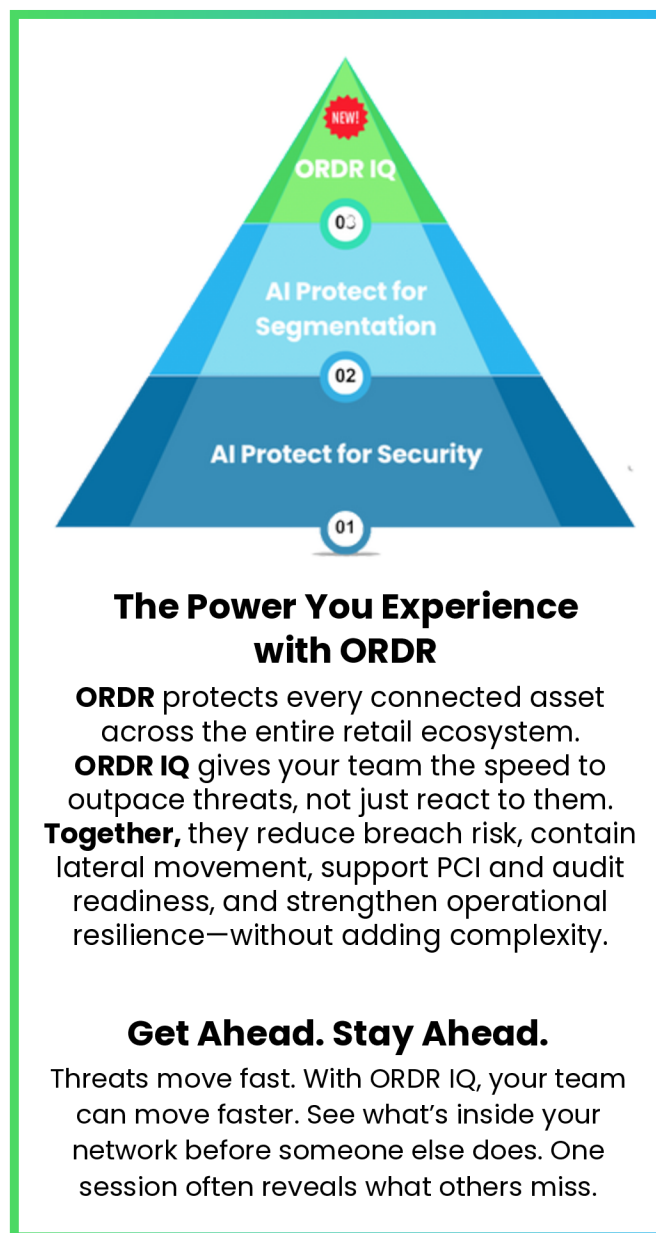 NEW!
ORDR IQ
03
AI Protect for
Segmentation
02
AI Protect for Security
01
The Power You Experience
with ORDR
ORDR protects every connected asset
across the entire retail ecosystem.
ORDR IQ gives your team the speed to
outpace threats, not just react to them.
Together, they reduce breach risk, contain
lateral movement, support PCI and audit
readiness, and strengthen operational
resilience—without adding complexity.
Get Ahead. Stay Ahead.
Threats move fast. With ORDR IQ, your team
can move faster. See what’s inside your
network before someone else does. One
session often reveals what others miss.